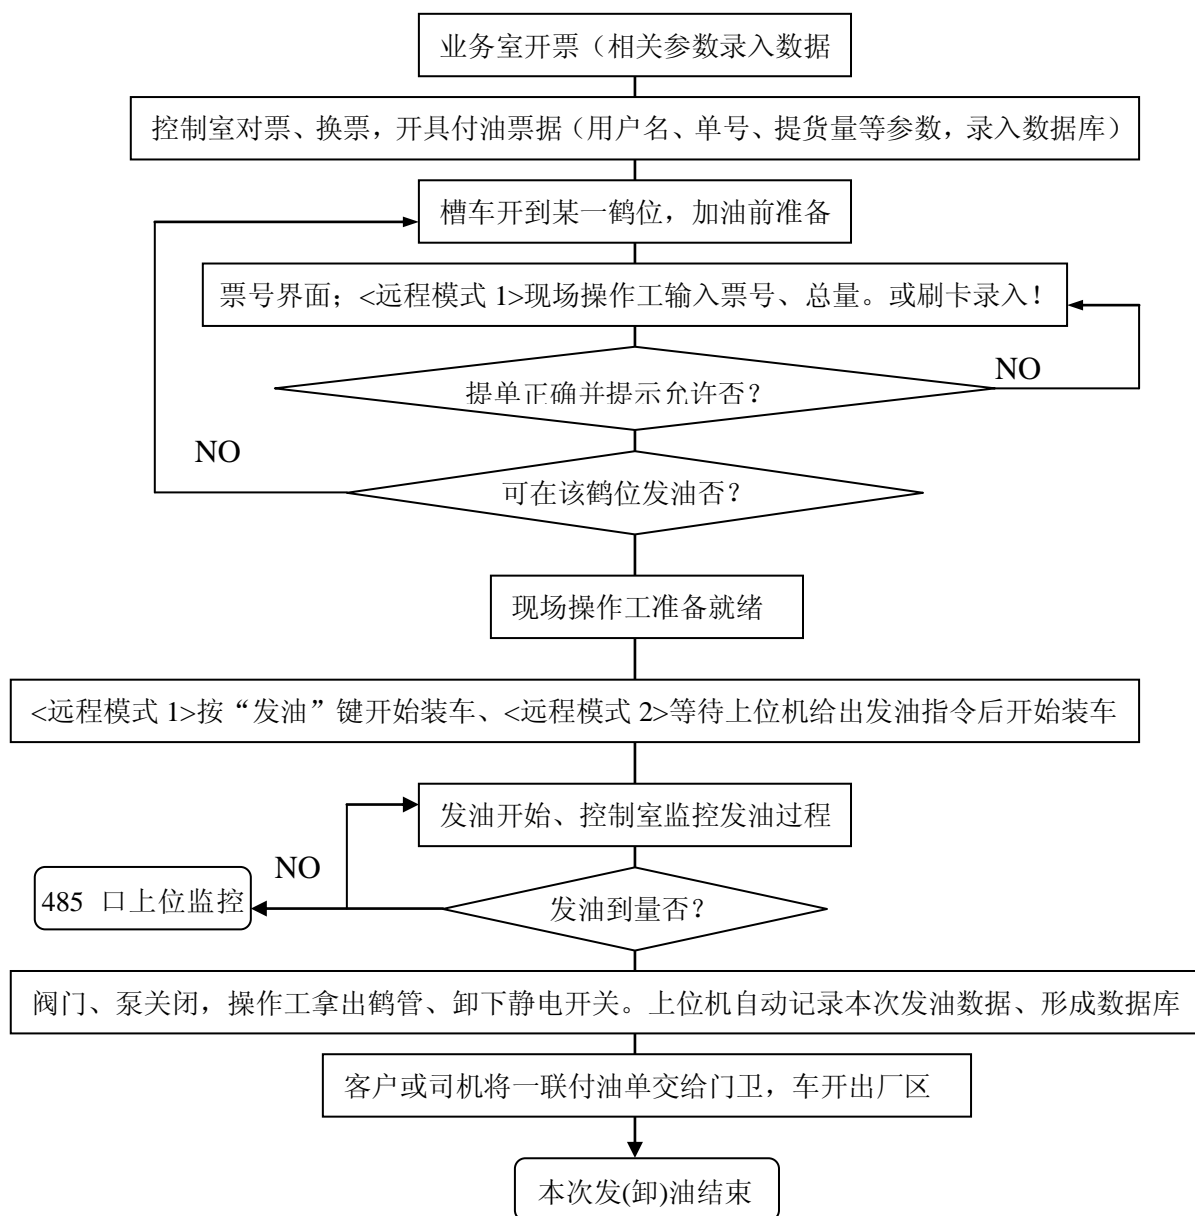 业务室开票（相关参数录入数据
控制室对票、换票，开具付油票据（用户名、单号、提货量等参数，录入数据库）
槽车开到某一鹤位，加油前准备
票号界面；<远程模式 1>现场操作工输入票号、总量。或刷卡录入！
提单正确并提示允许否？
NO
NO
可在该鹤位发油否？
现场操作工准备就绪
<远程模式 1>按“发油”键开始装车、<远程模式 2>等待上位机给出发油指令后开始装车
发油开始、控制室监控发油过程
NO
485 口上位监控
发油到量否？
阀门、泵关闭，操作工拿出鹤管、卸下静电开关。上位机自动记录本次发油数据、形成数据库
客户或司机将一联付油单交给门卫，车开出厂区
本次发(卸)油结束